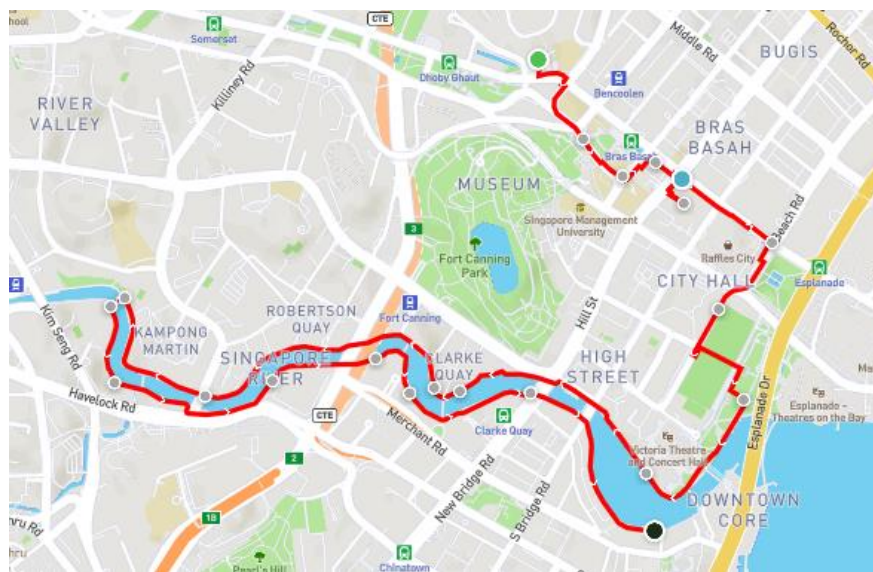 CTE
Somerset
Killiney Rd
Dhoby Ghaut
Middle Rd
BUGIS
Rochor Rd
Bencoolen
RIVER
VALLEY
BRAS
BASAH
Bras Basah
MUSEUM
Singapore Management
University
3
Beach Rd
Fort Canning
Park
Raffles City
CITY HALL
Esplanade
Hill St
ROBERTSON
QUAY
Fort Canning
Kim Seng Rd
KAMPONG
MARTIN
SINGAPORE
RIVER
CLARKE
QUAY
HIGH
STREET
Esplanade Dr
Havelock Rd
Esplanade -
Theatres on the Bay
CTE
Merchant Rd
Clarke Quay
Victoria Theatre
and Concert Hall
2
New Bridge Rd
S Bridge Rd
DOWNTOWN
CORE
1B
Chinatown
Pearl's Hill